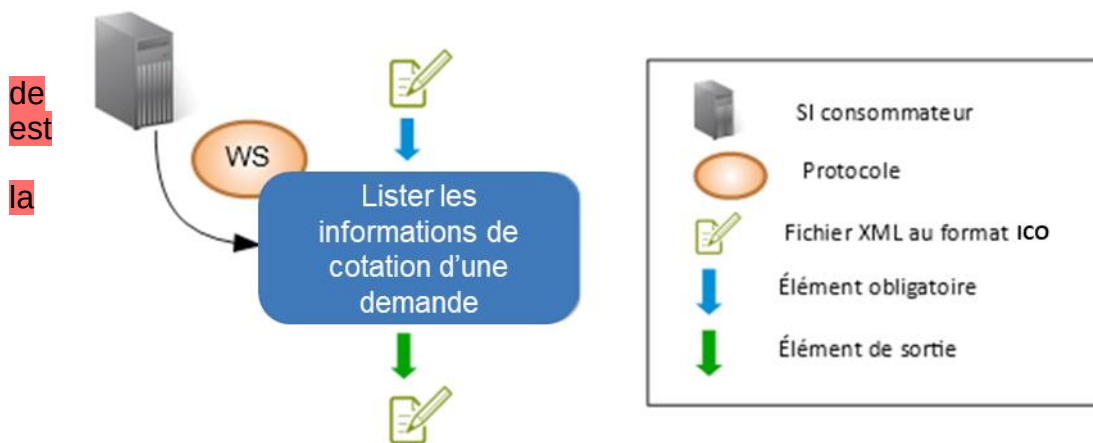 de
est
la
WS
Lister les
informations de
cotation d’une
demande
SI consommateur
Protocole
Fichier XML au format ICO
Élément obligatoire
Élément de sortie